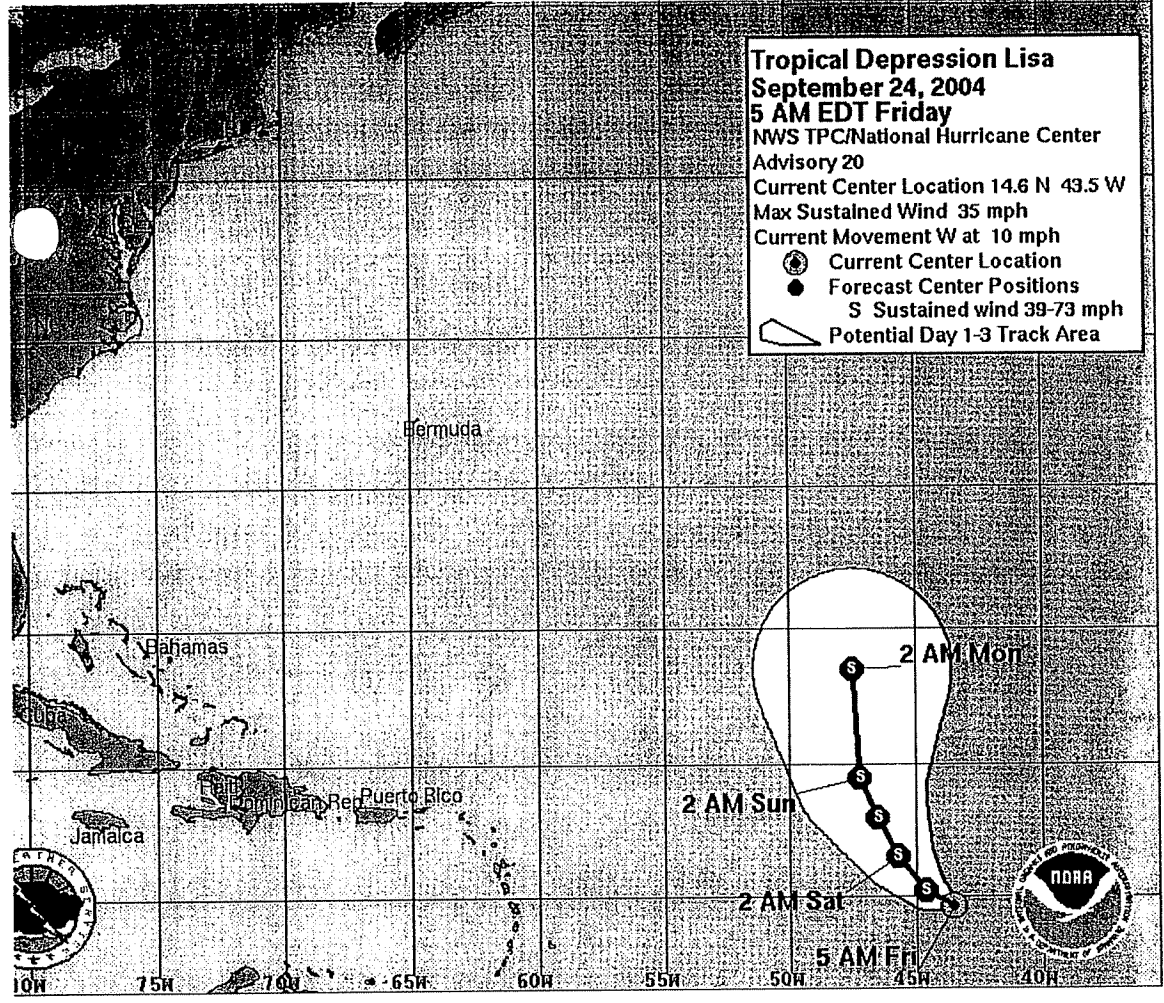 Tropical Depression Lisa
September 24, 2004
5 AM EDT Friday
NWS TPC/National Hurricane Center
Advisory 20
Current Center Location 14.6 N 43.5 W
Max Sustained Wind 35 mph
Current Movement W at 10 mph
Current Center Location
Forecast Center Positions
S Sustained wind 39-73 mph
Potential Day 1-3 Track Area
Bermuda
Bahamas
2 AM Mon
S
Cuba
Haiti
Dominican Rep
Puerto Rico
Jamaica
2 AM Sun
S
S
S
S
2 AM Sat
5 AM Fri
NOAA
75W
70W
65W
60W
55W
50W
45W
40W